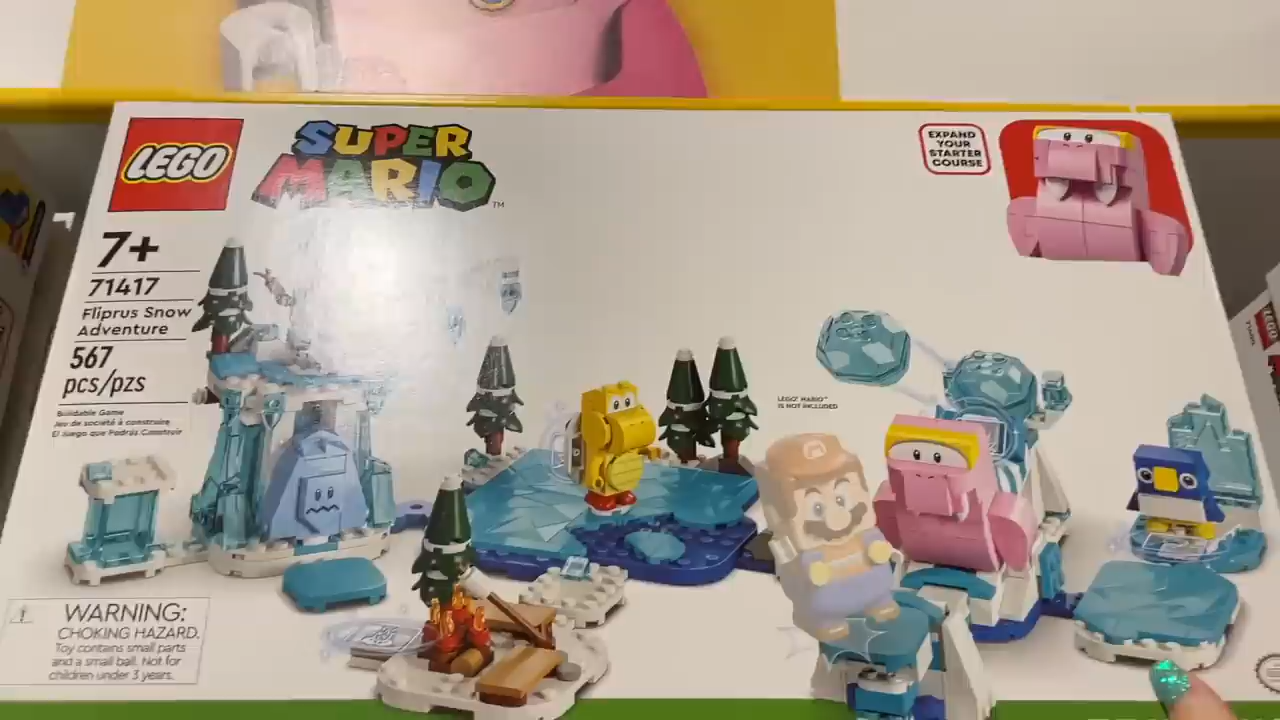 LEGO
SUPER
MARIO
TM
7+
71417
Fliprus Snow
Adventure
567
pcs/pzs
Buildable Game
Jeu de société à construire
El Juego que Podrás Construir
WARNING:
CHOKING HAZARD.
Toy contains small parts
and a small ball. Not for
children under 3 years.
EXPAND
YOUR
STARTER
COURSE
LEGO® MARIO™
IS NOT INCLUDED
M
LEGO